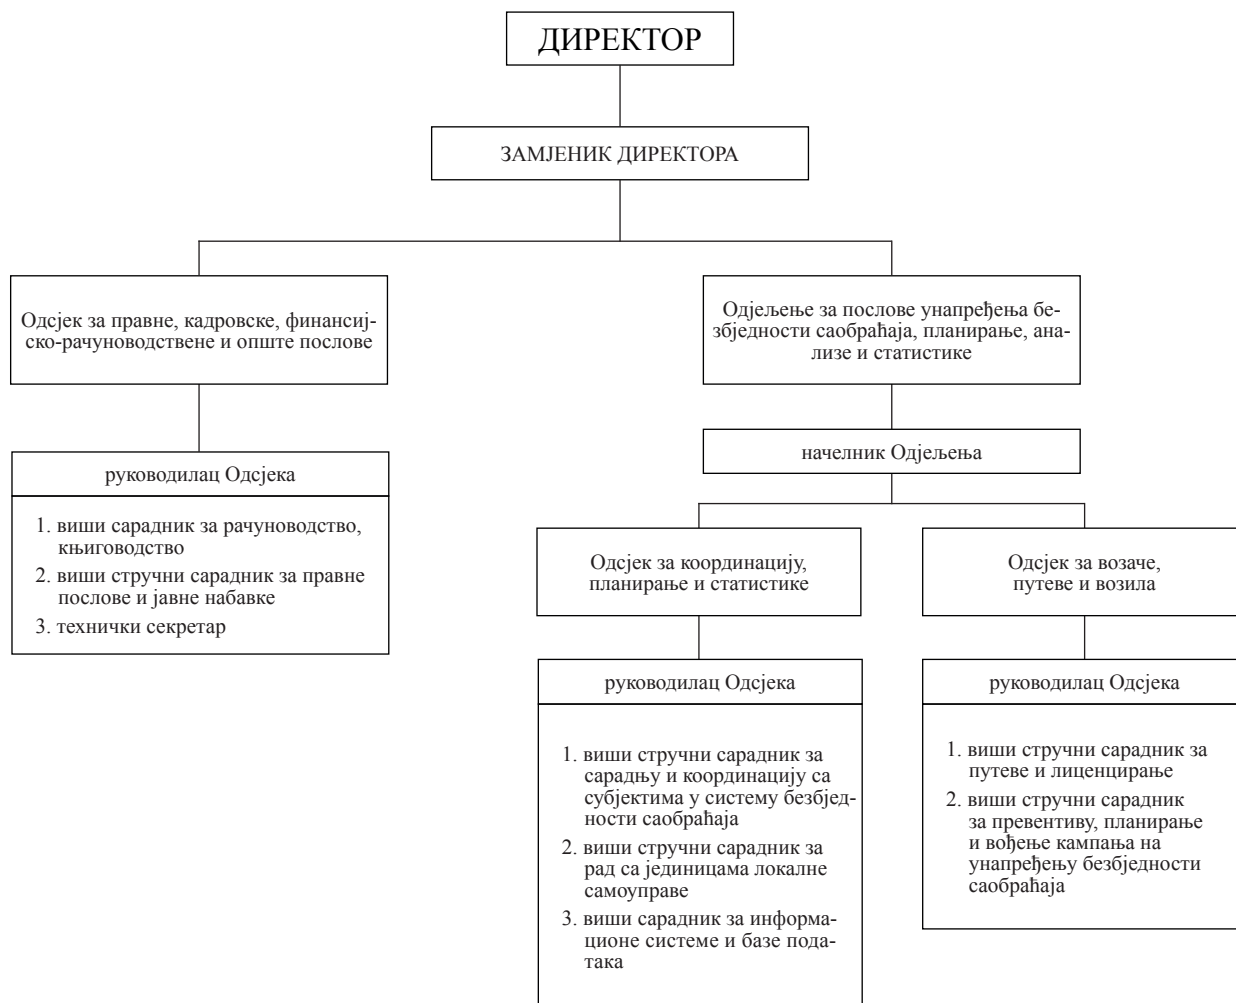 ДИРЕКТОР
ЗАМЈЕНИК ДИРЕКТОРА
Одсјек за правне, кадровске, финансиј-
ско-рачуноводствене и опште послове
руководилац Одсјека
1. виши сарадник за рачуноводство,
књиговодство
2. виши стручни сарадник за правне
послове и јавне набавке
3. технички секретар
Одјељење за послове унапређења бе-
збједности саобраћаја, планирање, ана-
лизе и статистике
начелник Одјељења
Одсјек за координацију,
планирање и статистике
руководилац Одсјека
1. виши стручни сарадник за
сарадњу и координацију са
субјектима у систему безбјед-
ности саобраћаја
2. виши стручни сарадник за
рад са јединицама локалне
самоуправе
3. виши сарадник за информа-
ционе системе и базе пода-
така
Одсјек за возаче,
путеве и возила
руководилац Одсјека
1. виши стручни сарадник за
путеве и лиценцирање
2. виши стручни сарадник
за превентиву, планирање
и вођење кампања на
унапређењу безбједности
саобраћаја